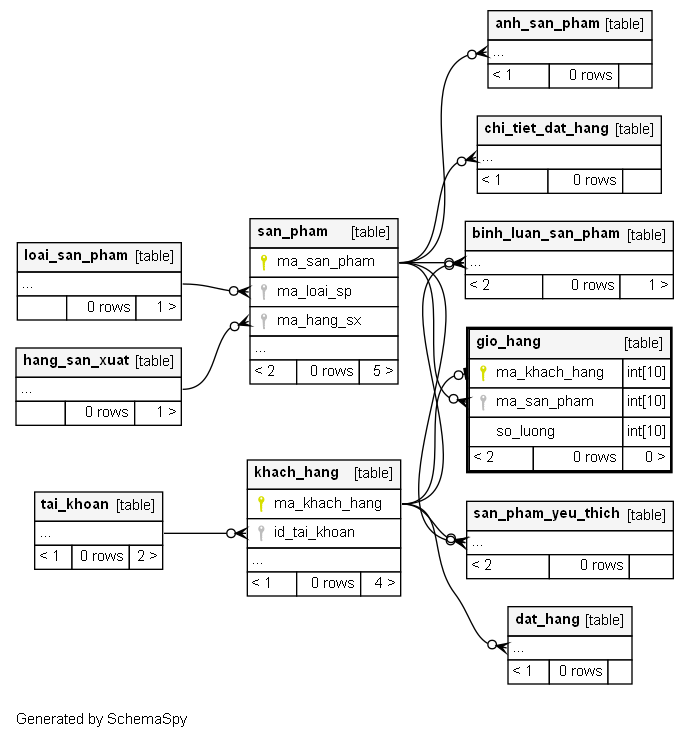 anh_san_pham [table]
...
< 1 0 rows
chi_tiet_dat_hang [table]
...
< 1 0 rows
san_pham [table]
ma_san_pham
ma_loai_sp
ma_hang_sx
...
< 2 0 rows 5 >
binh_luan_san_pham [table]
...
< 2 0 rows 1 >
loai_san_pham [table]
...
0 rows 1 >
hang_san_xuat [table]
...
0 rows 1 >
gio_hang [table]
ma_khach_hang int[10]
ma_san_pham int[10]
so_luong int[10]
< 2 0 rows 0 >
khach_hang [table]
ma_khach_hang
id_tai_khoan
...
< 1 0 rows 4 >
tai_khoan [table]
...
< 1 0 rows 2 >
san_pham_yeu_thich [table]
...
< 2 0 rows
dat_hang [table]
...
< 1 0 rows
Generated by SchemaSpy